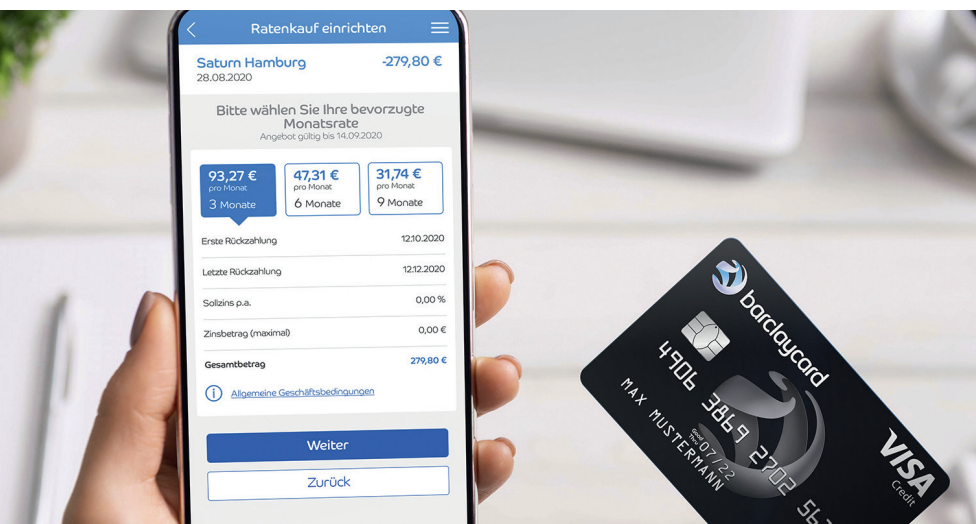 Ratenkauf einrichten
Saturn Hamburg -279,80 €
28.08.2020
Bitte wählen Sie Ihre bevorzugte
Monatsrate
Angebot gültig bis 14.09.2020
93,27 € 47,31 € 31,74 €
pro Monat pro Monat pro Monat
3 Monate 6 Monate 9 Monate
Erste Rückzahlung 12.10.2020
Letzte Rückzahlung 12.12.2020
Sollzins p.a. 0,00 %
Zinsbetrag (maximal) 0,00 €
Gesamtbetrag 279,80 €
i Allgemeine Geschäftsbedingungen
Weiter
Zurück
barclaycard
4906 3869 2702
Good
Thru 07/22
MAX MUSTERMANN
VISA
Credit